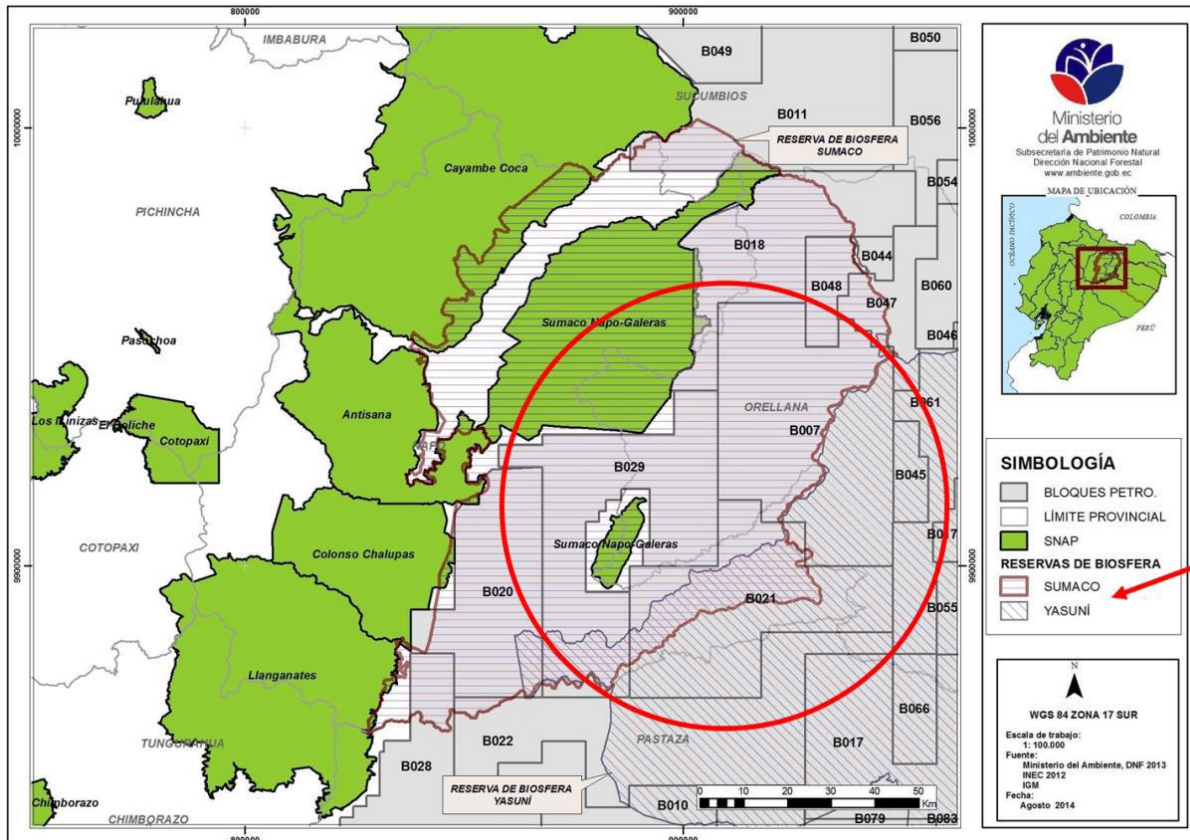 800000
900000
IMBABURA
B049
B050
Pululahua
SUCUMBIOS
B011
10000000
10000000
B056
RESERVA DE BIOSFERA
SUMACO
Cayambe Coca
B054
PICHINCHA
B018
B044
B048
B060
B047
Sumaco Napo-Galeras
B046
Pasochoa
Los Ilinizas
El Boliche
Cotopaxi
Antisana
NAPO
ORELLANA
B061
B007
B029
B045
COTOPAXI
Colonso Chalupas
Sumaco Napo-Galeras
B017
9900000
9900000
B020
B021
B055
Llanganates
B066
TUNGURAHUA
B022
PASTAZA
B017
B028
RESERVA DE BIOSFERA
YASUNÍ
B010
0 10 20 30 40 50
Km
Chimborazo
CHIMBORAZO
B079
B083
800000
900000
Ministerio
del Ambiente
Subsecretaria de Patrimonio Natural
Dirección Nacional Forestal
www.ambiente.gob.ec
MAPA DE UBICACIÓN
OCÉANO PACÍFICO
COLOMBIA
PERÚ
SIMBOLOGÍA
BLOQUES PETRO.
LÍMITE PROVINCIAL
SNAP
RESERVAS DE BIOSFERA
SUMACO
YASUNÍ
N
WGS 84 ZONA 17 SUR
Escala de trabajo:
1: 100.000
Fuente:
Ministerio del Ambiente, DNF 2013
INEC 2012
IGM
Fecha:
Agosto 2014